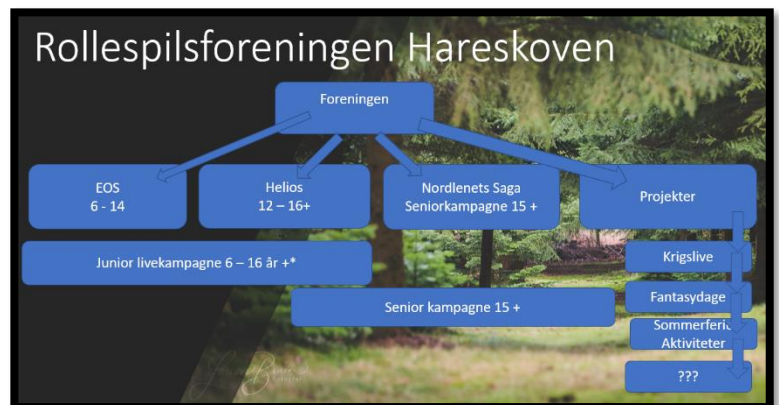 Rollespilsforeningen Hareskoven
Foreningen
EOS
6 - 14
Helios
12 – 16+
Nordlenets Saga
Seniorkampagne 15 +
Projekter
Junior livekampagne 6 – 16 år +*
Krigslive
Senior kampagne 15 +
Fantasydage
Sommerferie
Aktiviteter
???